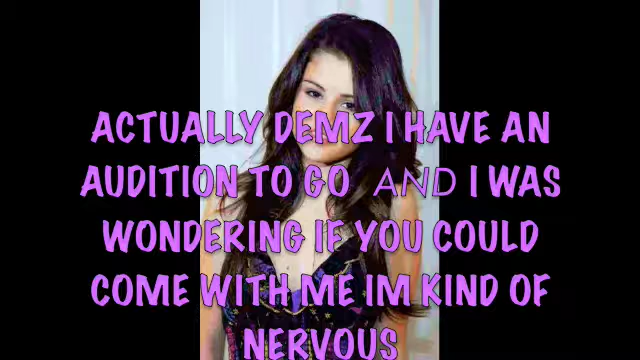 ACTUALLY DEMZ I HAVE AN
AUDITION TO GO AND I WAS
WONDERING IF YOU COULD
COME WITH ME IM KIND OF
NERVOUS